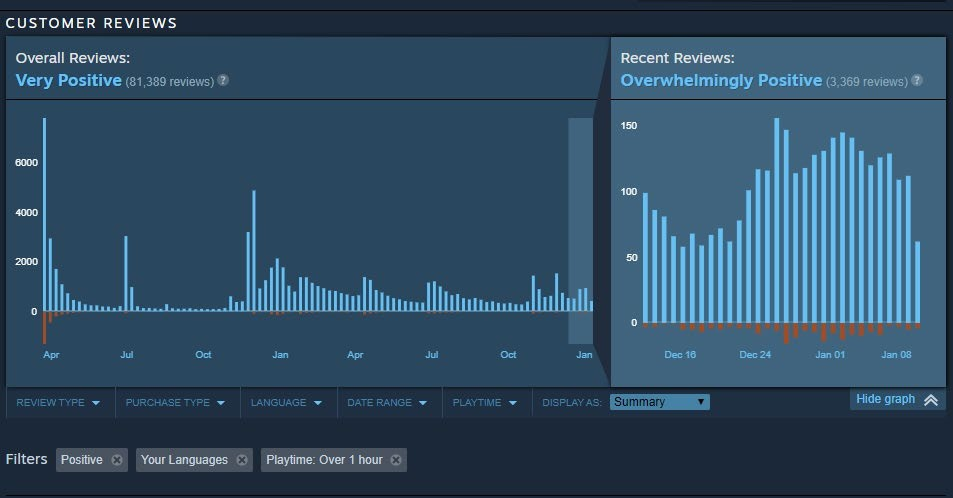 CUSTOMER REVIEWS
Overall Reviews:
Very Positive (81,389 reviews) ?
Recent Reviews:
Overwhelmingly Positive (3,369 reviews) ?
6000
4000
2000
0
Apr Jul Oct Jan Apr Jul Oct Jan
150
100
50
0
Dec 16 Dec 24 Jan 01 Jan 08
REVIEW TYPE PURCHASE TYPE LANGUAGE DATE RANGE PLAYTIME DISPLAY AS: Summary Hide graph
Filters Positive Your Languages Playtime: Over 1 hour